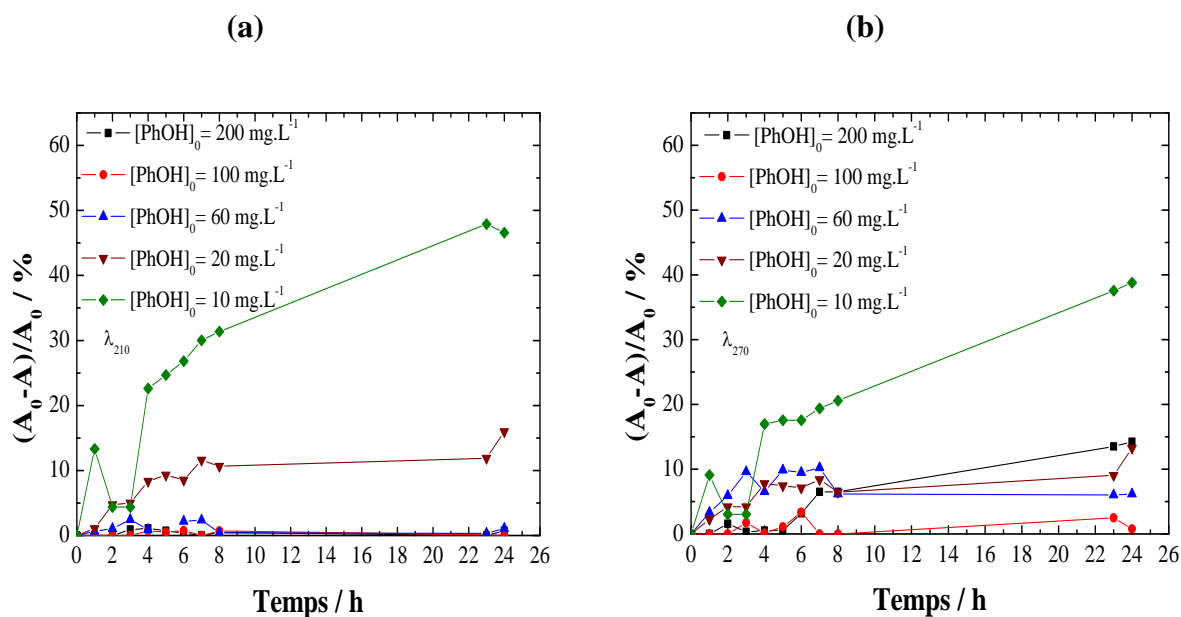 (a)
(A₀-A)/A₀ / %
60
50
40
30
20
10
0
[PhOH]₀= 200 mg.L⁻¹
[PhOH]₀= 100 mg.L⁻¹
[PhOH]₀= 60 mg.L⁻¹
[PhOH]₀= 20 mg.L⁻¹
[PhOH]₀= 10 mg.L⁻¹
λ₂₁₀
0 2 4 6 8 10 12 14 16 18 20 22 24 26
Temps / h
(b)
(A₀-A)/A₀ / %
60
50
40
30
20
10
0
[PhOH]₀= 200 mg.L⁻¹
[PhOH]₀= 100 mg.L⁻¹
[PhOH]₀= 60 mg.L⁻¹
[PhOH]₀= 20 mg.L⁻¹
[PhOH]₀= 10 mg.L⁻¹
λ₂₇₀
0 2 4 6 8 10 12 14 16 18 20 22 24 26
Temps / h